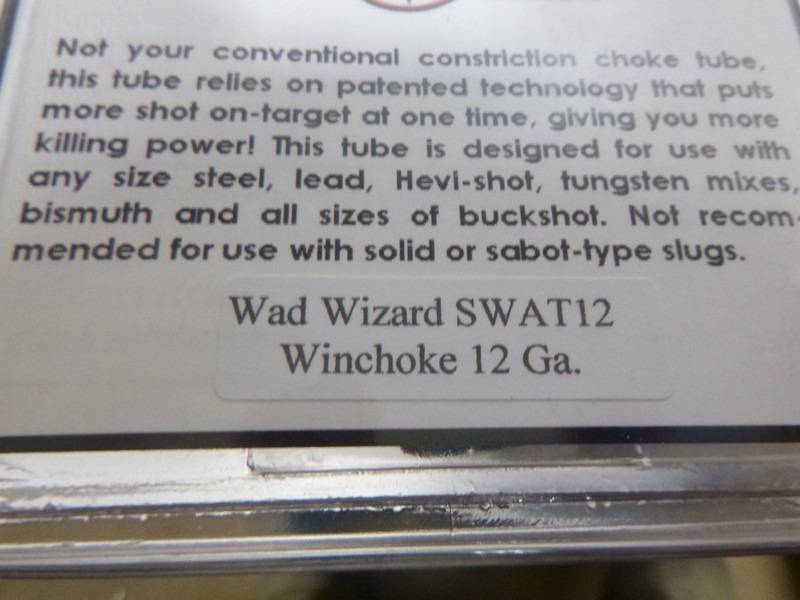 Not your conventional constriction choke tube,
this tube relies on patented technology that puts
more shot on-target at one time, giving you more
killing power! This tube is designed for use with
any size steel, lead, Hevi-shot, tungsten mixes,
bismuth and all sizes of buckshot. Not recom-
mended for use with solid or sabot-type slugs.
Wad Wizard SWAT12
Winchoke 12 Ga.